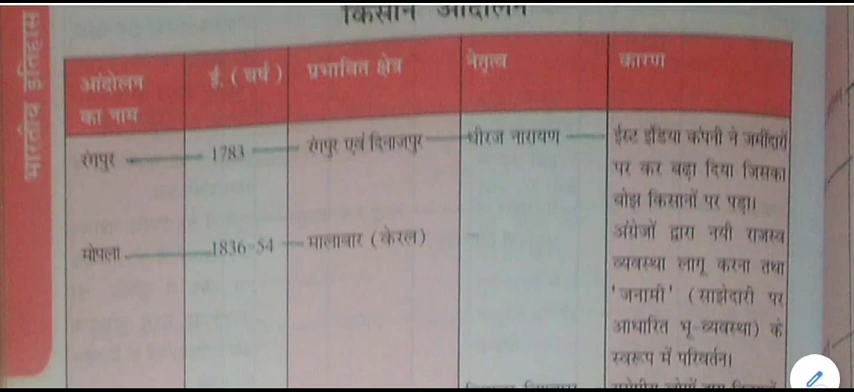 किसान आंदोलन
भारतीय इतिहास
आंदोलन का नाम ई. ( वर्ष ) प्रभावित क्षेत्र नेतृत्व कारण
रंगपुर 1783 रंगपुर एवं दिनाजपुर धीरज नारायण ईस्ट इंडिया कंपनी ने जमींदारों
पर कर बढ़ा दिया जिसका
बोझ किसानों पर पड़ा।
मोपला 1836-54 मालाबार (केरल) - अंग्रेजों द्वारा नयी राजस्व
व्यवस्था लागू करना तथा
'जनामी' (साझेदारी पर
आधारित भू-व्यवस्था) के
स्वरूप में परिवर्तन।